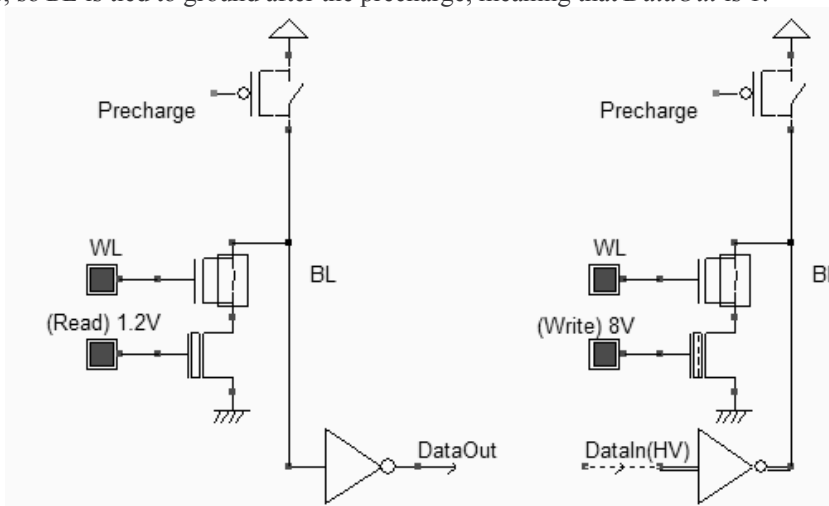 , so BL is tied to ground after the precharge, meaning that DataOut is 1.
Precharge
Precharge
WL
BL
WL
(Read) 1.2V
(Write) 8V
DataOut
DataIn(HV)